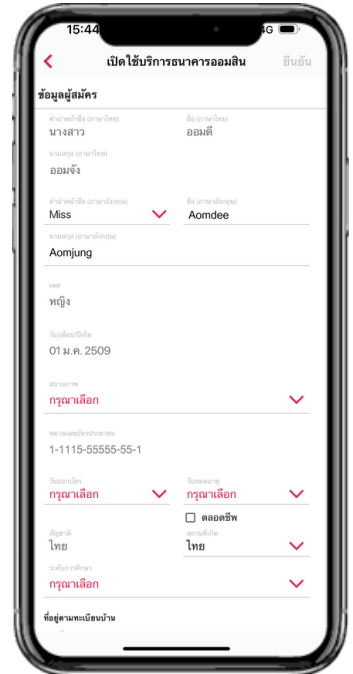 15:44 4G
เปิดใช้บริการธนาคารออมสิน ยืนยัน
ข้อมูลผู้สมัคร
คำนำหน้าชื่อ (ภาษาไทย) ชื่อ (ภาษาไทย)
นางสาว ออมดี
นามสกุล (ภาษาไทย)
ออมจัง
คำนำหน้าชื่อ (ภาษาอังกฤษ) ชื่อ (ภาษาอังกฤษ)
Miss Aomdee
นามสกุล (ภาษาอังกฤษ)
Aomjung
เพศ
หญิง
วัน/เดือน/ปีเกิด
01 ม.ค. 2509
สถานภาพ
กรุณาเลือก
หมายเลขบัตรประชาชน
1-1115-55555-55-1
วันออกบัตร วันหมดอายุ
กรุณาเลือก กรุณาเลือก
ตลอดชีพ
สัญชาติ สถานที่เกิด
ไทย ไทย
ระดับการศึกษา
กรุณาเลือก
ที่อยู่ตามทะเบียนบ้าน